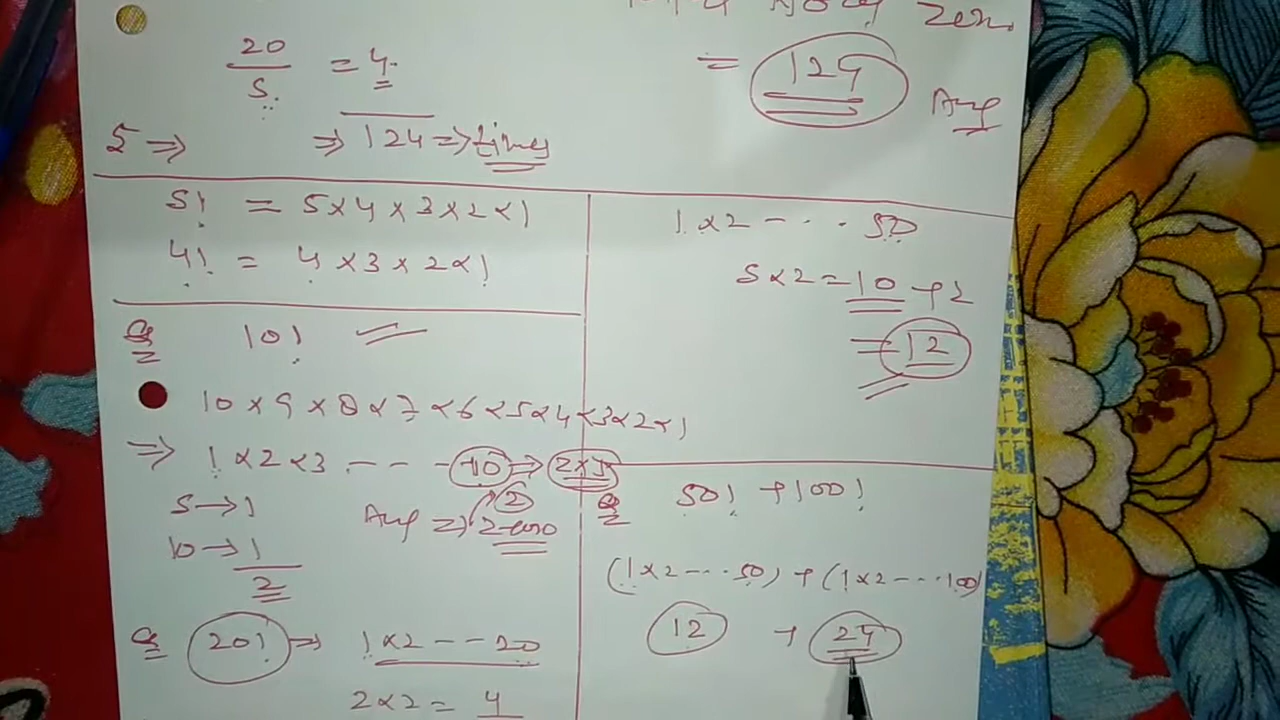 Zero
20
5
= 4
= 124
Ans
5 ⇒
⇒ 124 ⇒ times
5! = 5×4×3×2×1
4! = 4×3×2×1
1×2 - - - 50
5×2 = 10 + 2
= 12
Q 10!
10×9×8×7×6×5×4×3×2×1
⇒ 1×2×3 - - - - 10 ⇒ 2×5
2
5 → 1
Ans ⇒ 2 zero
10 → 1
2
Q 50! + 100!
(1×2 - - - 50) + (1×2 - - - 100)
12 + 24
Q 20! ⇒ 1×2 - - 20
2×2 = 4